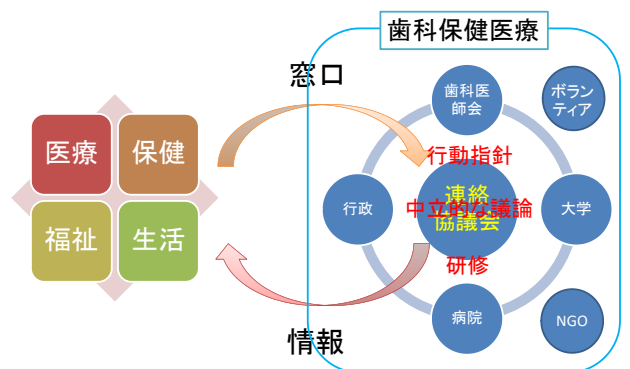 歯科保健医療
窓口
医療
保健
福祉
生活
情報
歯科医
師会
ボラン
ティア
行動指針
行政
連絡
協議会
中立的な議論
大学
研修
病院
NGO